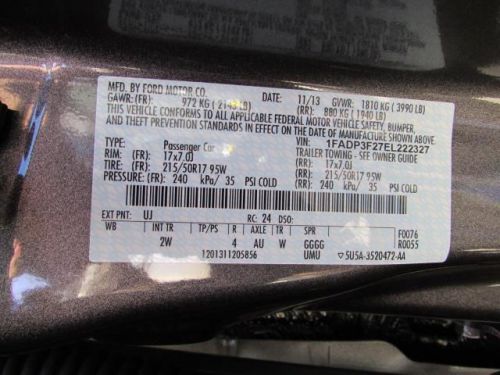 MFD. BY FORD MOTOR CO.
DATE: 11/13 GVWR: 1810 KG ( 3990 LB)
GAWR: (FR): 972 KG ( LB) (RR): 880 KG ( 1940 LB)
THIS VEHICLE CONFORMS TO ALL APPLICABLE FEDERAL MOTOR VEHICLE SAFETY, BUMPER,
AND THEFT PREVENTION STANDARDS IN EFFECT ON THE DATE OF MANUFACTURE SHOWN ABOVE.
VIN: 1FADP3F27EL222327
TYPE: Passenger Car TRAILER TOWING - SEE OWNERS GUIDE
RIM: (FR): 17x7.0J (RR): 17x7.0J
TIRE: (FR): 215/50R17 95W (RR): 215/50R17 95W
PRESSURE: (FR): 240 kPa/ 35 PSI COLD (RR): 240 kPa/ 35 PSI COLD
EXT PNT: UJ RC: 24 DSO:
WB INT TR TP/PS R AXLE TR SPR F0076
2W 4 AU W GGGG R0055
1201311205856 UMU 5U5A-3520472-AA